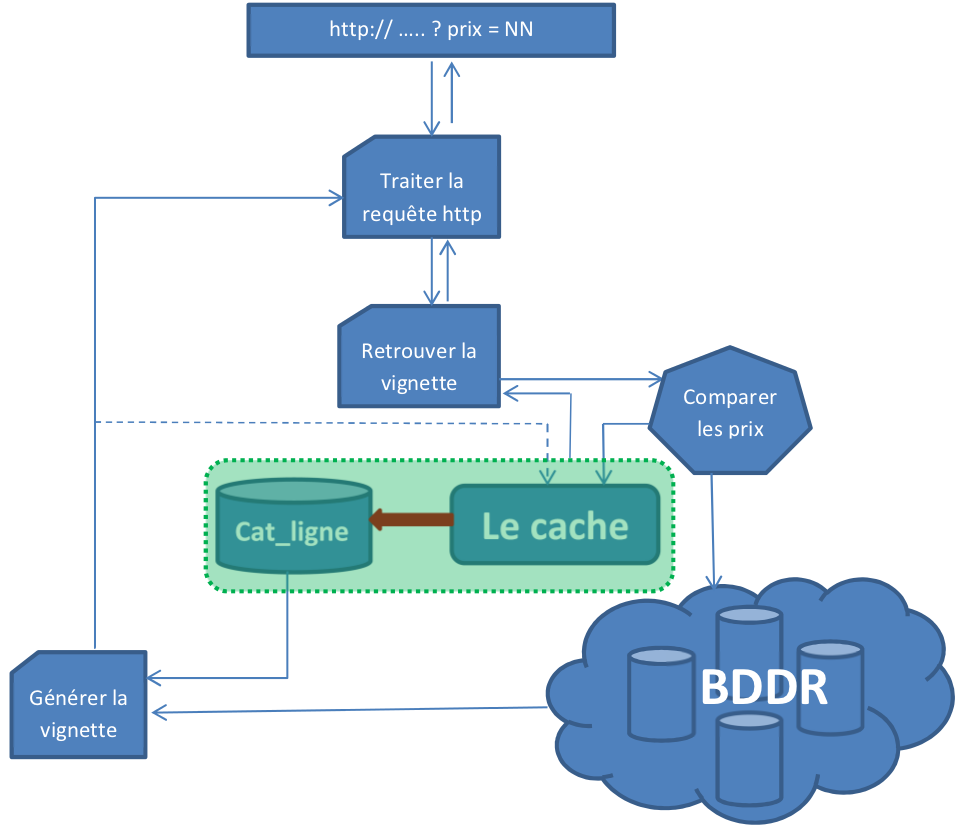 http:// ..... ? prix = NN
Traiter la
requête http
Retrouver la
vignette
Comparer
les prix
Cat_ligne
Le cache
Générer la
vignette
BDDR